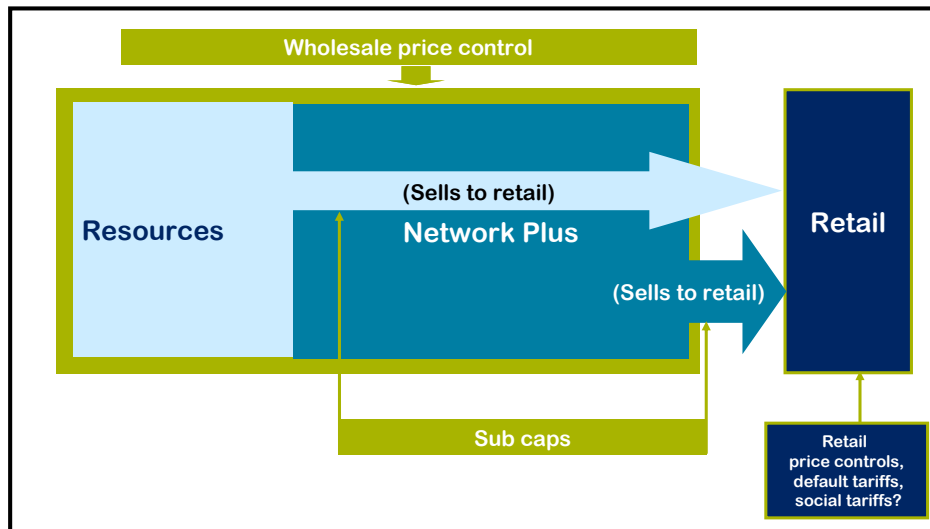 Wholesale price control
(Sells to retail)
Resources
Network Plus
Retail
(Sells to retail)
Sub caps
Retail
price controls,
default tariffs,
social tariffs?